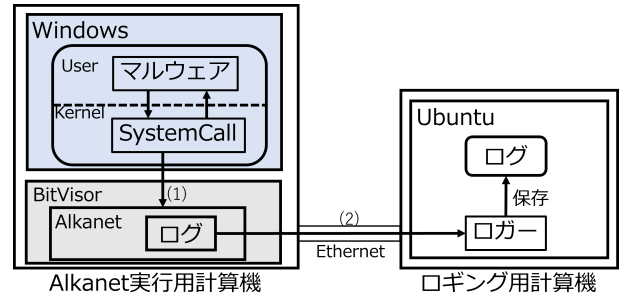 Windows
User
マルウェア
Kernel
SystemCall
(1)
BitVisor
Alkanet
ログ
Alkanet実行用計算機
(2)
Ethernet
Ubuntu
ログ
保存
ロガー
ロギング用計算機